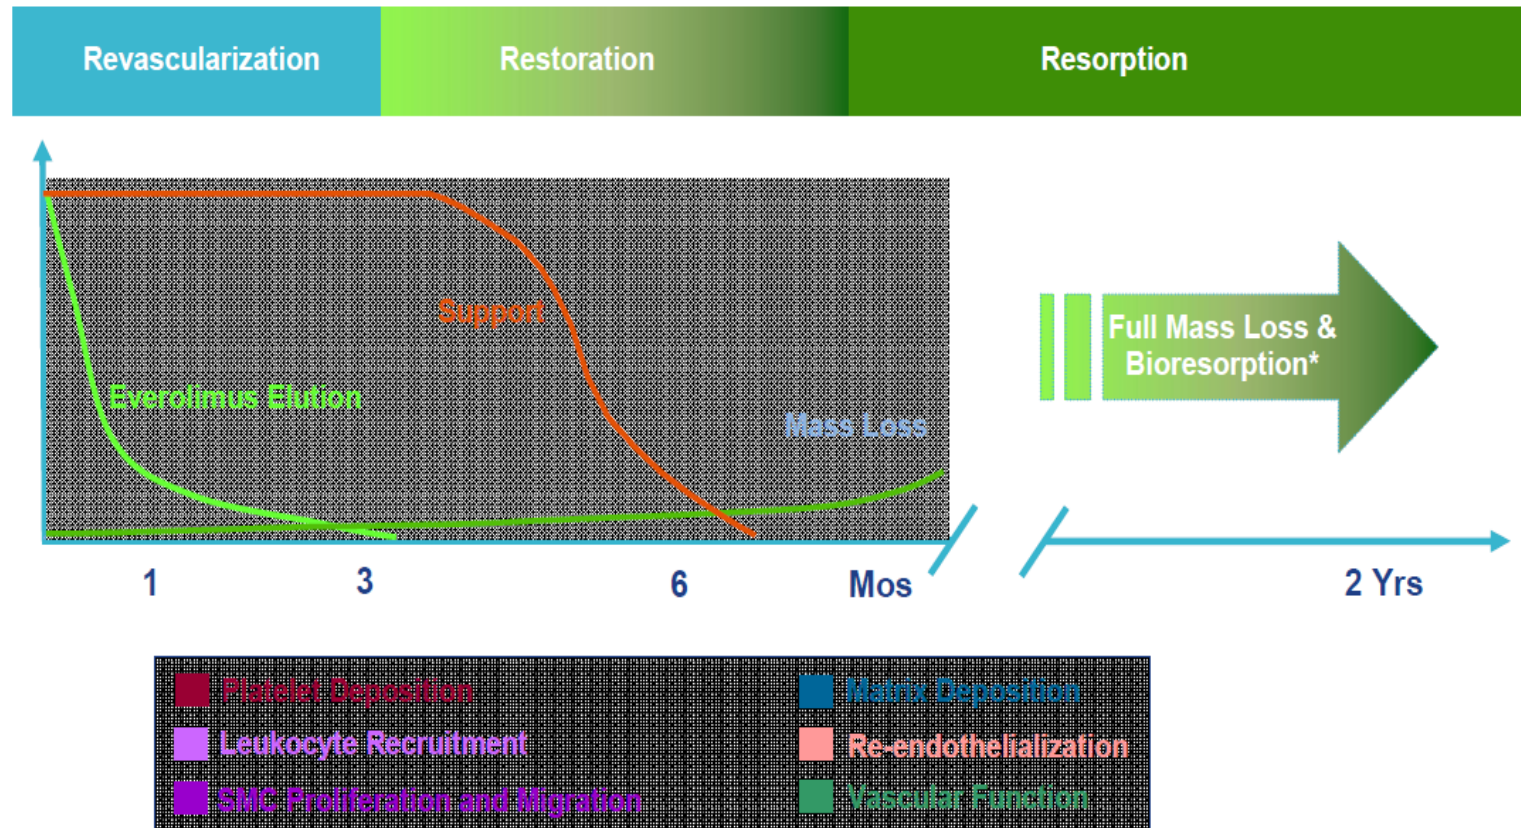 Revascularization
Restoration
Resorption
Support
Everolimus Elution
Mass Loss
Full Mass Loss &
Bioresorption*
1
3
6
Mos
2 Yrs
Platelet Deposition
Matrix Deposition
Leukocyte Recruitment
Re-endothelialization
SMC Proliferation and Migration
Vascular Function